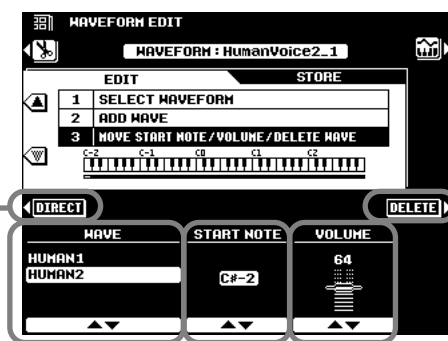 WAVEFORM EDIT
WAVEFORM : HumanVoice2_1
EDIT STORE
1 SELECT WAVEFORM
2 ADD WAVE
3 MOVE START NOTE/VOLUME/DELETE WAVE
C-2 C-1 C0 C1 C2
DIRECT DELETE
WAVE START NOTE VOLUME
HUMAN1 64
HUMAN2 C#-2